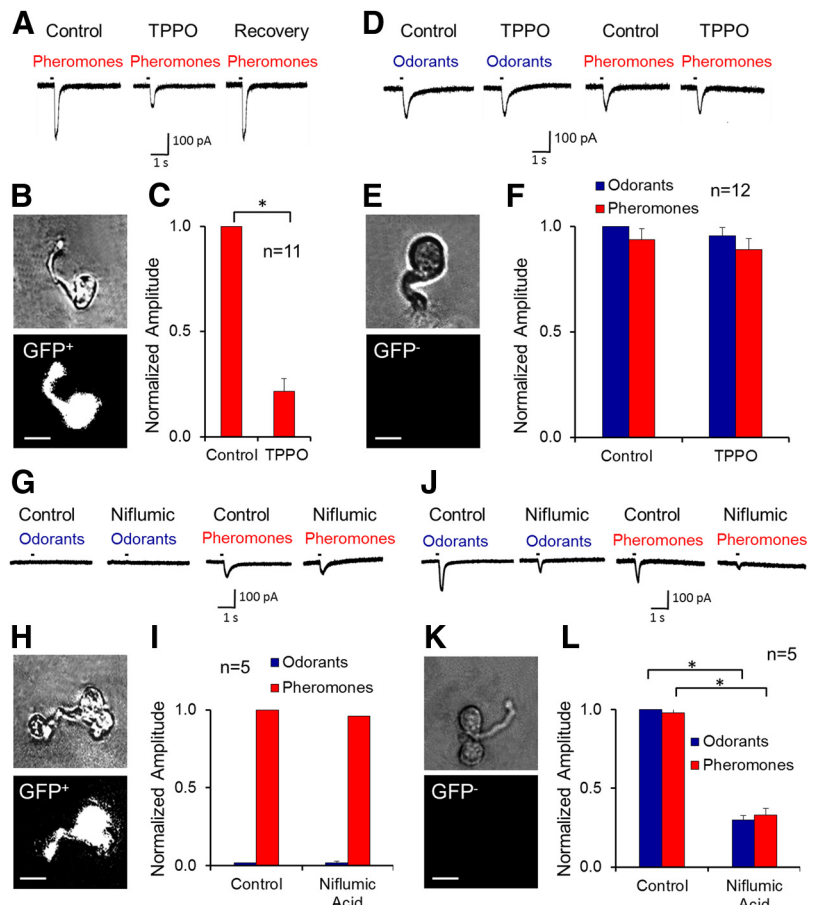 A
Control TPPO Recovery
Pheromones Pheromones Pheromones
100 pA
1 s
D
Control TPPO Control TPPO
Odorants Odorants Pheromones Pheromones
100 pA
1 s
B
GFP+
C
*
n=11
Normalized Amplitude
1.0
0.5
0.0
Control TPPO
E
GFP-
F
Odorants
Pheromones
n=12
Normalized Amplitude
1.0
0.5
0.0
Control TPPO
G
Control Niflumic Control Niflumic
Odorants Odorants Pheromones Pheromones
100 pA
1 s
J
Control Niflumic Control Niflumic
Odorants Odorants Pheromones Pheromones
100 pA
1 s
H
GFP+
I
n=5
Odorants
Pheromones
Normalized Amplitude
1.0
0.5
0.0
Control Niflumic
Acid
K
GFP-
L
n=5
*
*
Odorants
Pheromones
Normalized Amplitude
1.0
0.5
0.0
Control Niflumic
Acid